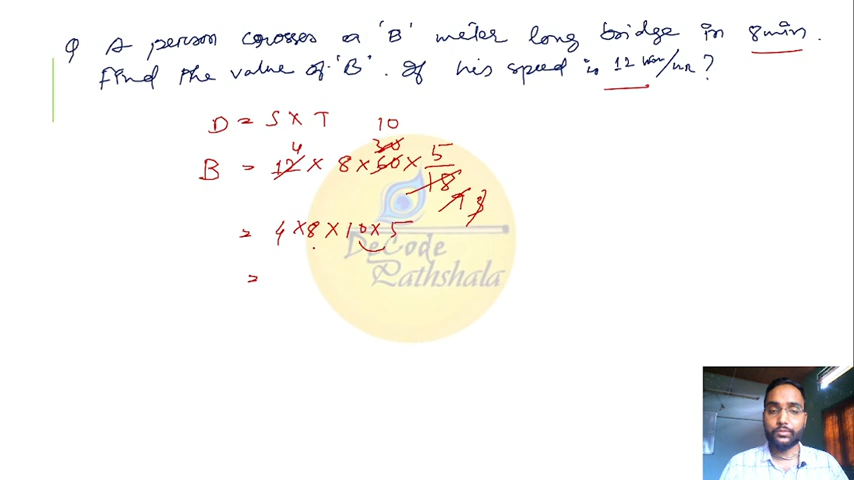 Q A person crosses a 'B' meter long bridge in 8min.
Find the value of 'B'. If his speed is 12 km/hr?
D = S X T
10
4 30
B = 12 x 8 x 60 x 5/18
9 3
= 4 x 8 x 10 x 5
=
DeCode
Pathshala